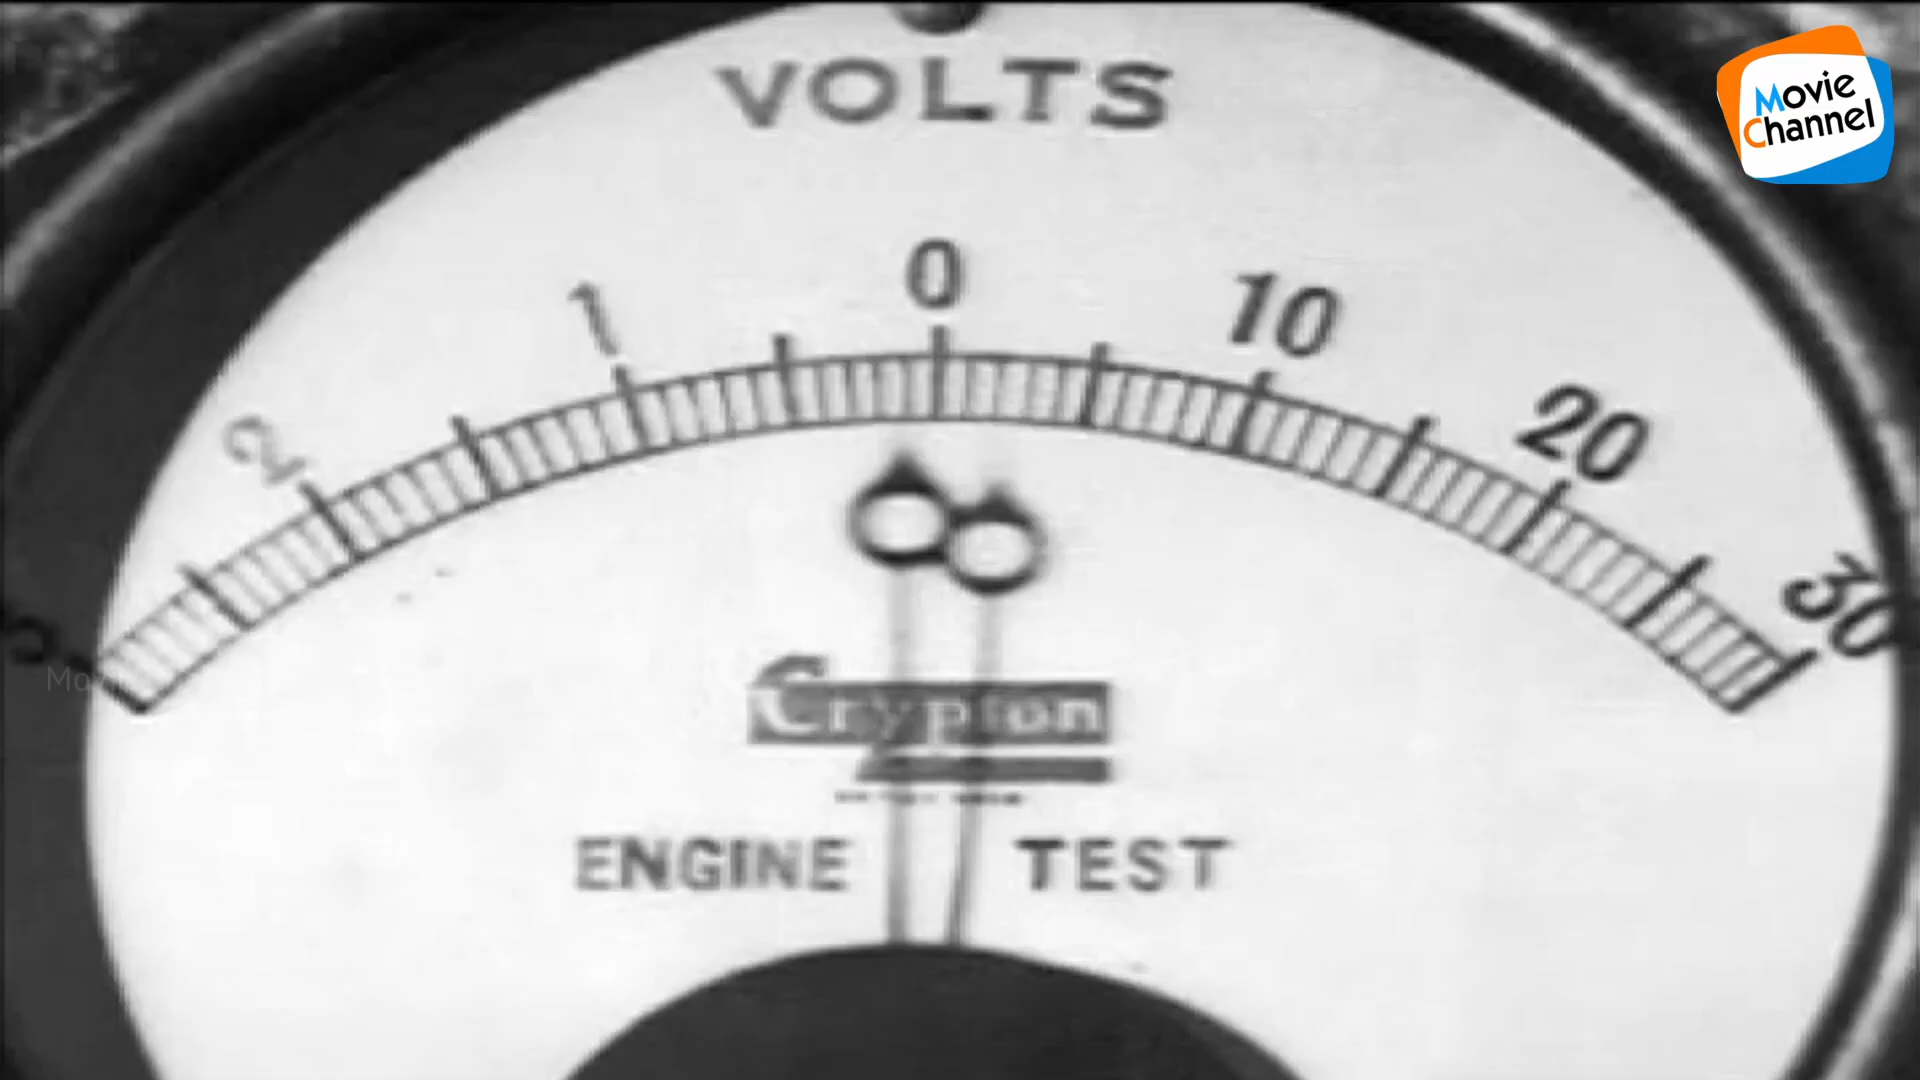 VOLTS
Movie
Channel
2 1 0 10 20 30
Crypton
ENGINE TEST